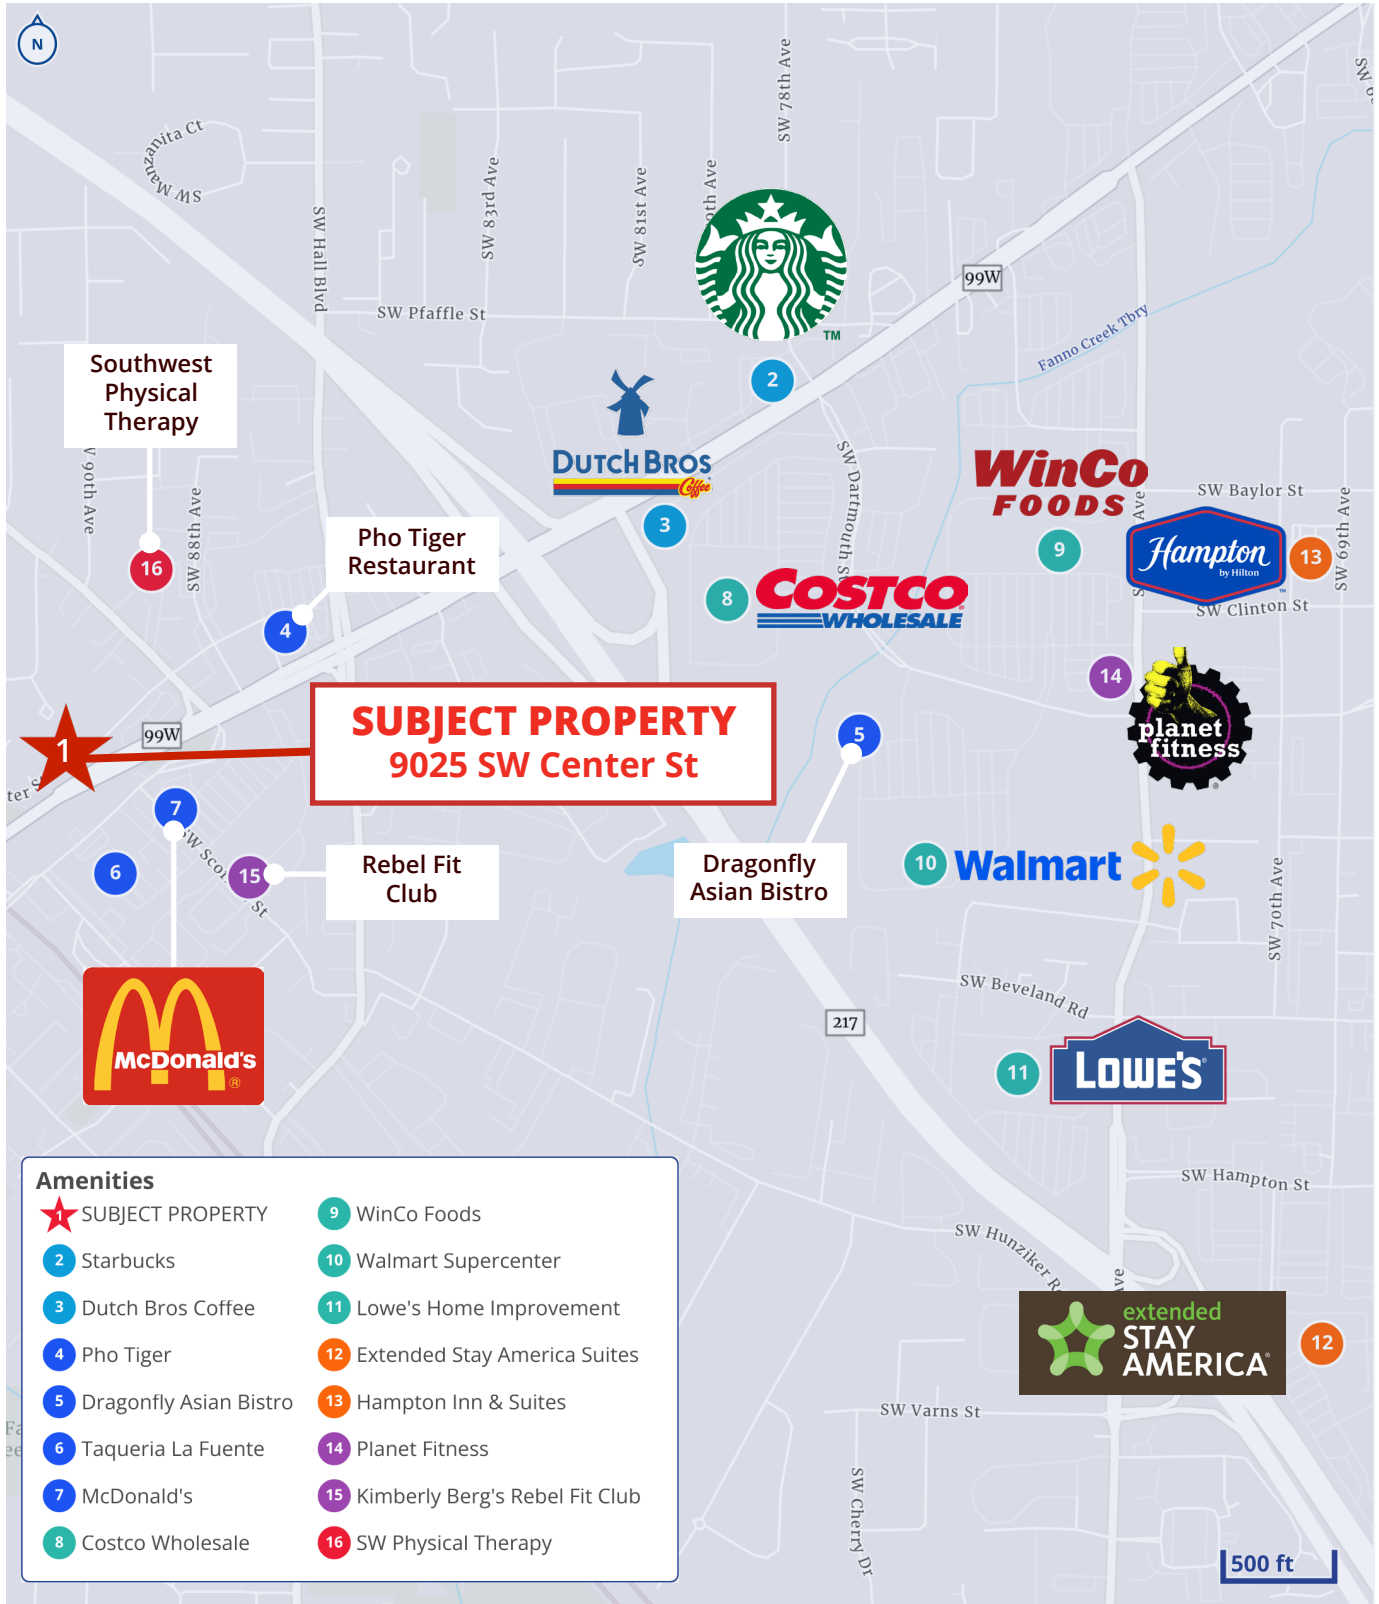 N
SW Manzanita Ct
SW Hall Blvd
SW 83rd Ave
SW 81st Ave
9th Ave
SW 78th Ave
SW Pfaffle St
TM
99W
Fanno Creek Tbry
Southwest
Physical
Therapy
2
DUTCH BROS
Coffee
3
SW Dartmouth St
WinCo
FOODS
9
SW Baylor St
Hampton
by Hilton
TM
13
SW 69th Ave
SW Clinton St
90th Ave
SW 88th Ave
16
Pho Tiger
Restaurant
4
8
COSTCO
WHOLESALE
14
planet
fitness
®
1
99W
SUBJECT PROPERTY
9025 SW Center St
5
Dragonfly
Asian Bistro
7
6
15
Rebel Fit
Club
10
Walmart
SW 70th Ave
McDonald's
®
SW Beveland Rd
217
11
LOWE'S
SW Hampton St
SW Hunziker
extended
STAY
AMERICA
12
SW Varns St
SW Cherry Dr
500 ft
Amenities
1 SUBJECT PROPERTY
2 Starbucks
3 Dutch Bros Coffee
4 Pho Tiger
5 Dragonfly Asian Bistro
6 Taqueria La Fuente
7 McDonald's
8 Costco Wholesale
9 WinCo Foods
10 Walmart Supercenter
11 Lowe's Home Improvement
12 Extended Stay America Suites
13 Hampton Inn & Suites
14 Planet Fitness
15 Kimberly Berg's Rebel Fit Club
16 SW Physical Therapy